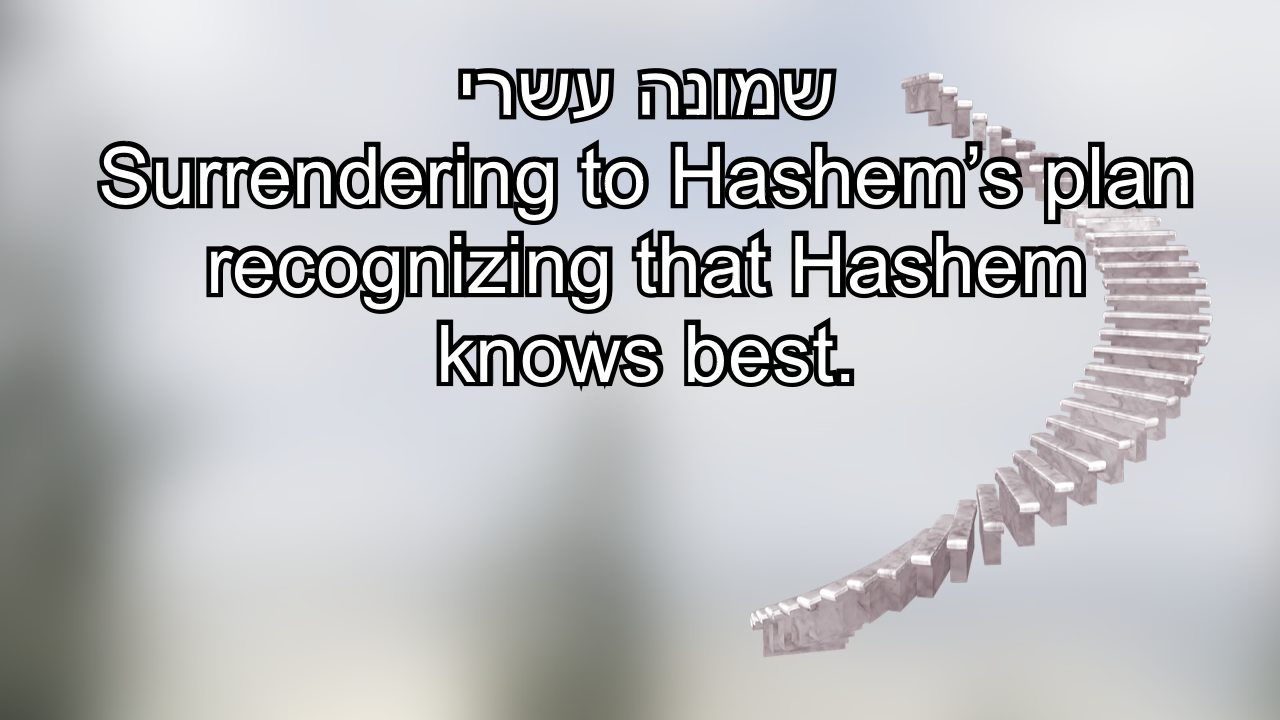 שמונה עשרי
Surrendering to Hashem’s plan
recognizing that Hashem
knows best.